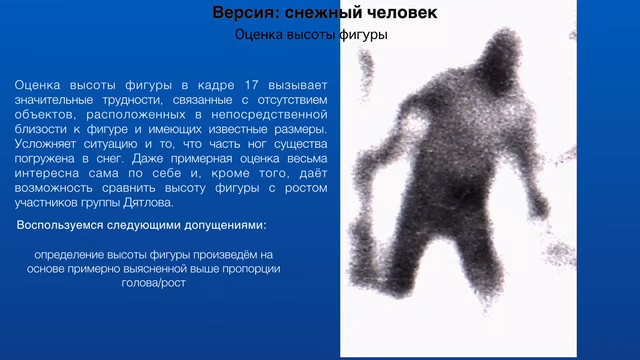 Версия: снежный человек
Оценка высоты фигуры
Оценка высоты фигуры в кадре 17 вызывает
значительные трудности, связанные с отсутствием
объектов, расположенных в непосредственной
близости к фигуре и имеющих известные размеры.
Усложняет ситуацию и то, что часть ног существа
погружена в снег. Даже примерная оценка весьма
интересна сама по себе и, кроме того, даёт
возможность сравнить высоту фигуры с ростом
участников группы Дятлова.
Воспользуемся следующими допущениями:
определение высоты фигуры произведём на
основе примерно выясненной выше пропорции
голова/рост